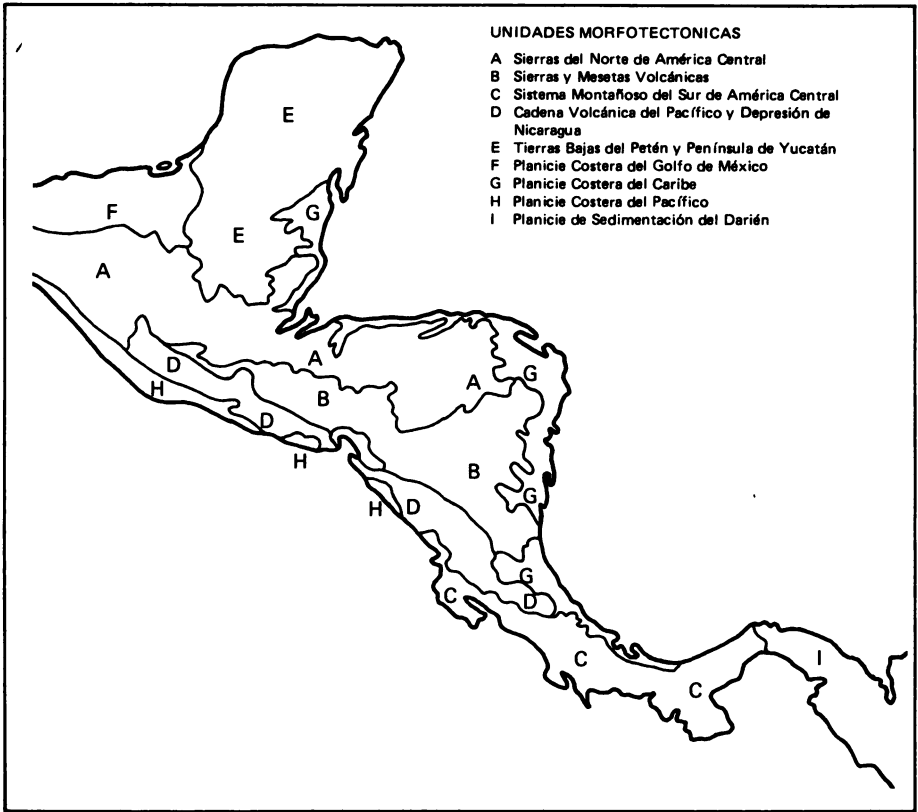 UNIDADES MORFOTECTONICAS
A Sierras del Norte de América Central
B Sierras y Mesetas Volcánicas
C Sistema Montañoso del Sur de América Central
D Cadena Volcánica del Pacífico y Depresión de
Nicaragua
E Tierras Bajas del Petén y Península de Yucatán
F Planicie Costera del Golfo de México
G Planicie Costera del Caribe
H Planicie Costera del Pacífico
I Planicie de Sedimentación del Darién
E
F
G
E
A
A
D
G
A
H
B
D
H
B
G
H
D
G
C
D
C
I
C